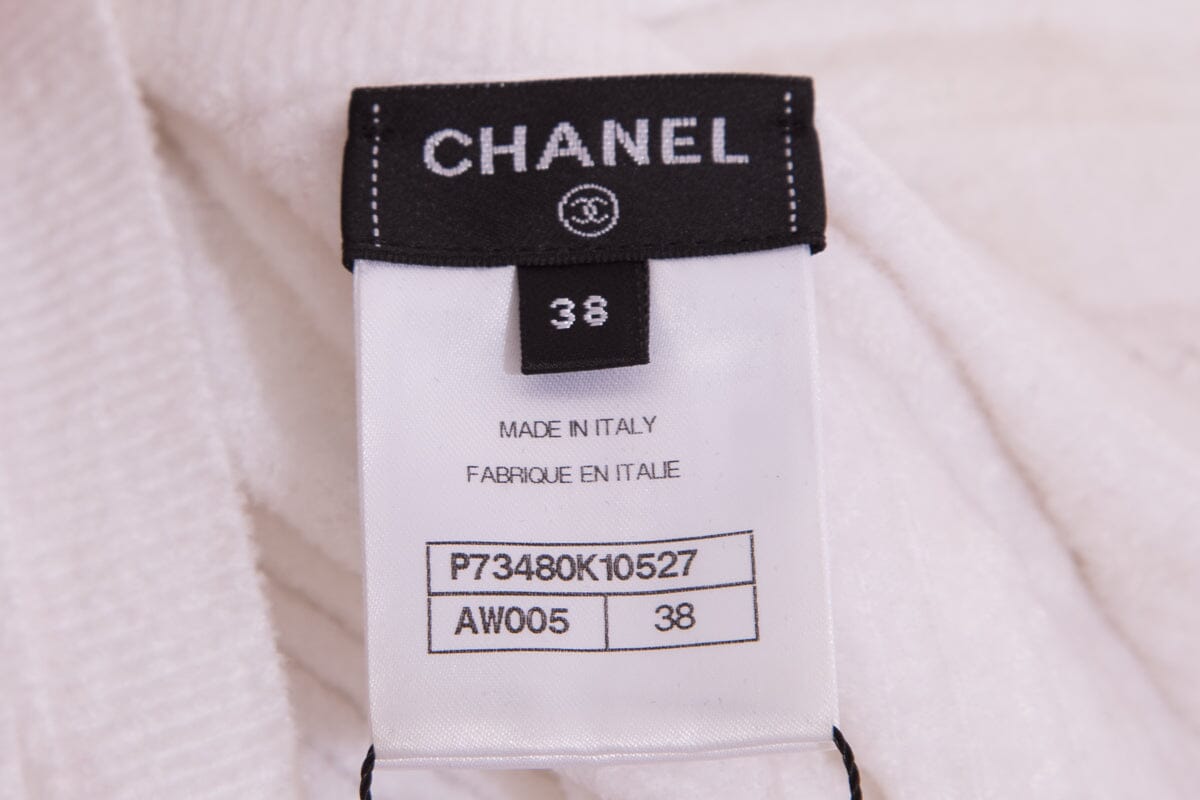 CHANEL
38
MADE IN ITALY
FABRIQUE EN ITALIE
P73480K10527
AW005 38